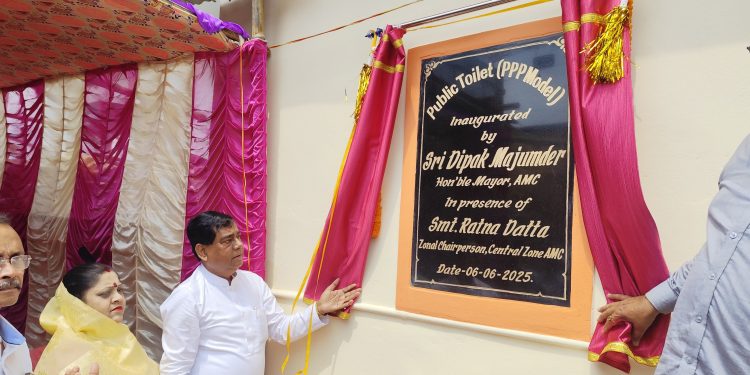 Public Toilet (PPP Model)
Inaugurated
by
Sri Dipak Majumder
Hon'ble Mayor, AMC
In presence of
Smt. Ratna Datta
Zonal Chairperson, Central Zone AMC
Date-06-06-2025.